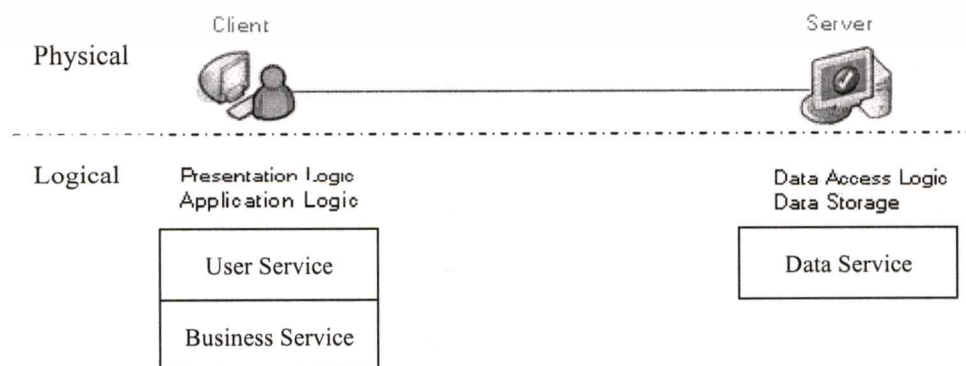 Client
Server
Physical
Logical
Presentation Logic
Application Logic
Data Access Logic
Data Storage
User Service
Data Service
Business Service